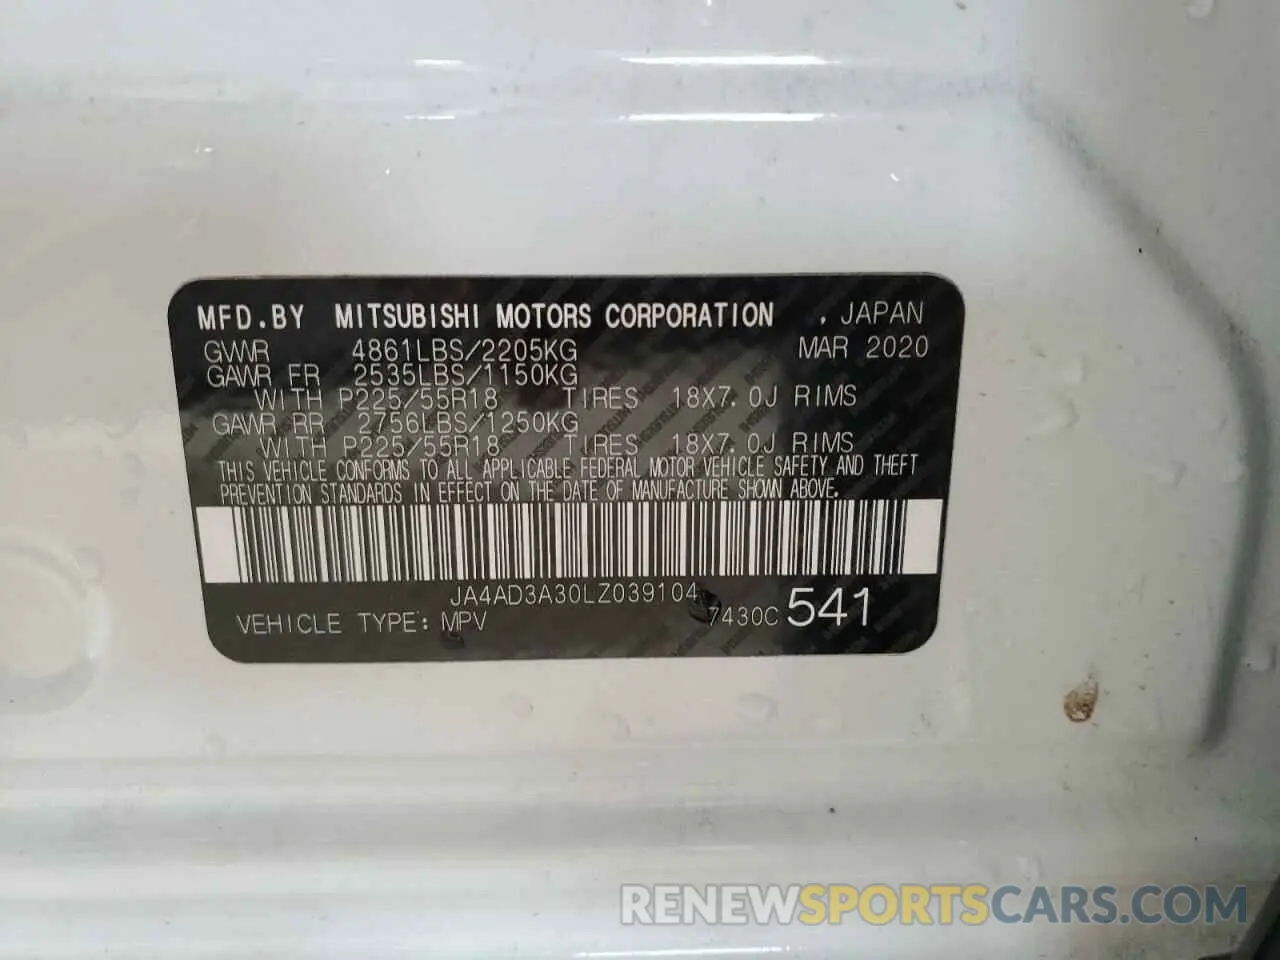 MFD.BY MITSUBISHI MOTORS CORPORATION . JAPAN
GVWR 4861LBS/2205KG MAR 2020
GAWR FR 2535LBS/1150KG
WITH P225/55R18 TIRES 18X7.0J RIMS
GAWR RR 2756LBS/1250KG
WITH P225/55R18 TIRES 18X7.0J RIMS
THIS VEHICLE CONFORMS TO ALL APPLICABLE FEDERAL MOTOR VEHICLE SAFETY AND THEFT
PREVENTION STANDARDS IN EFFECT ON THE DATE OF MANUFACTURE SHOWN ABOVE.
JA4AD3A30LZ039104
VEHICLE TYPE: MPV 7430C 541
RENEWSPORTSCARS.COM